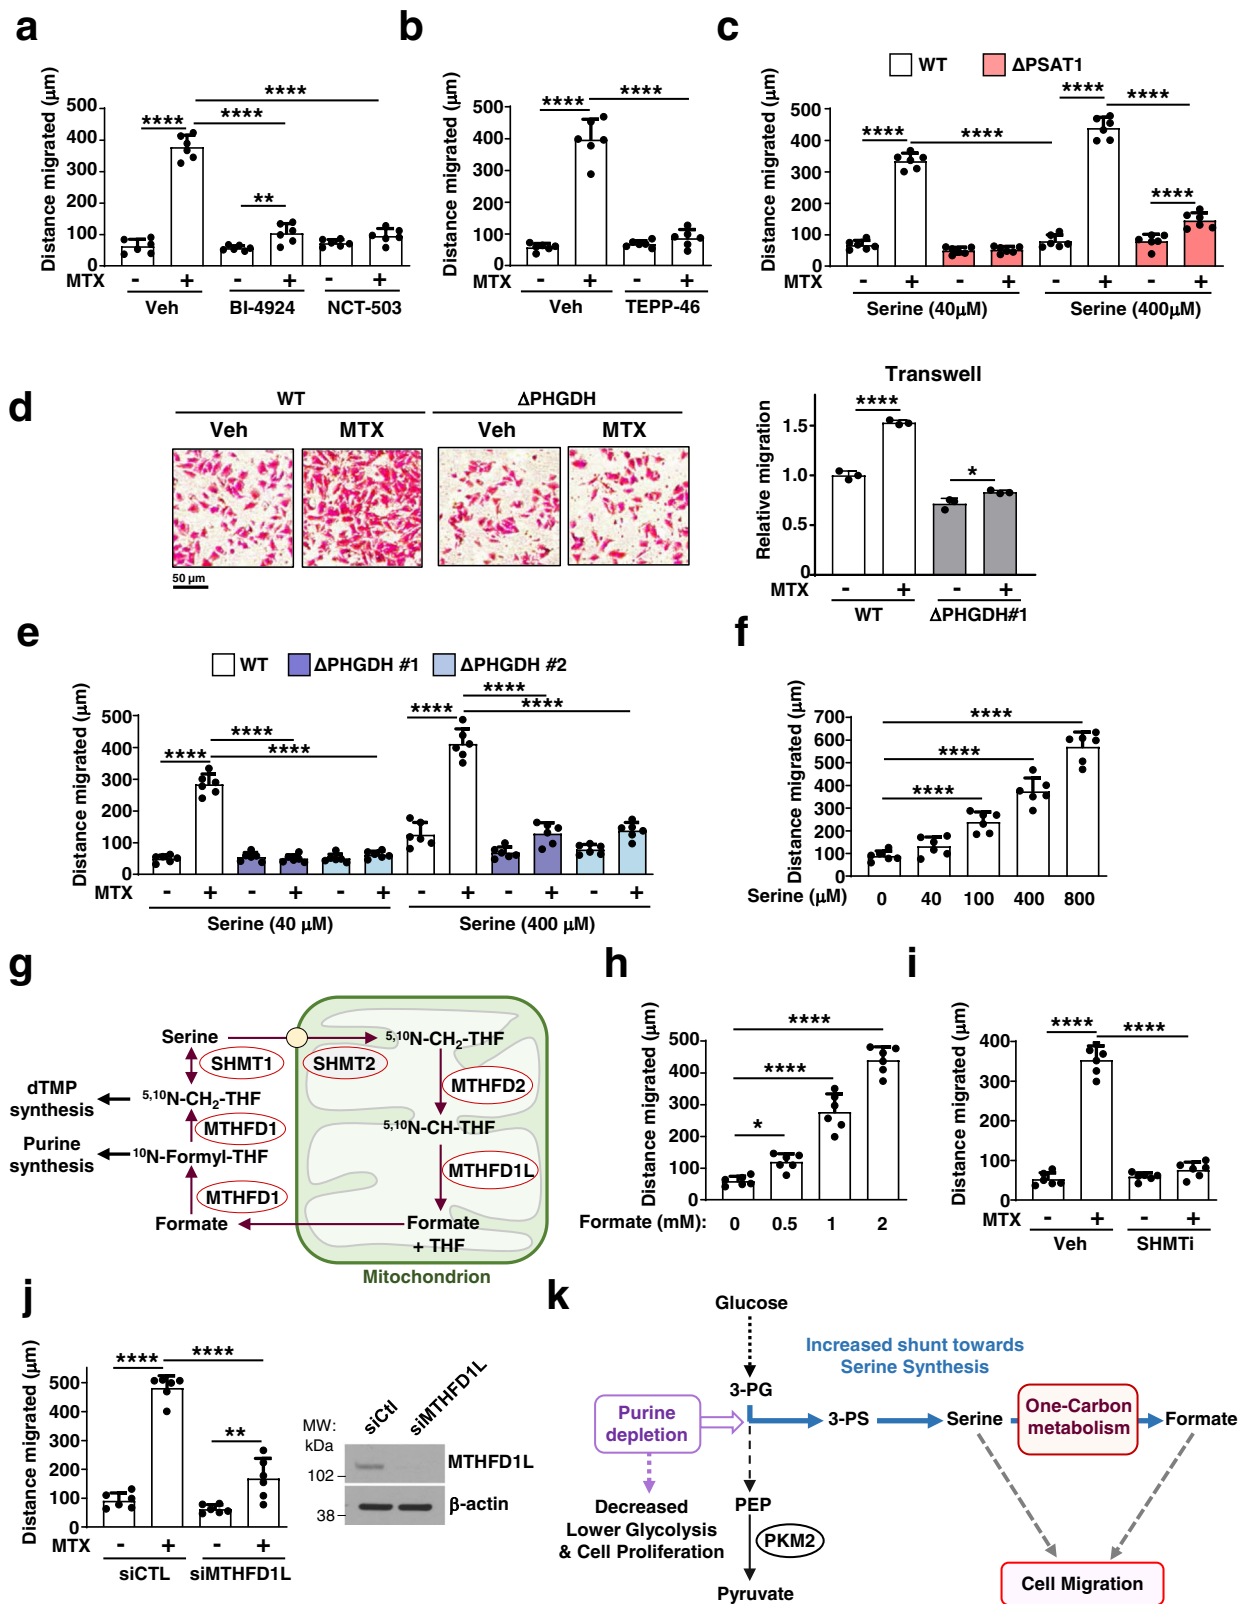 a
Distance migrated (µm)
500
400
300
200
100
0
****
****
****
**
MTX - + - + - +
Veh BI-4924 NCT-503
b
Distance migrated (µm)
500
400
300
200
100
0
**** ****
MTX - + - +
Veh TEPP-46
c
WT ΔPSAT1
Distance migrated (µm)
500
400
300
200
100
0
**** ****
**** ****
****
MTX - + - + - + - +
Serine (40µM) Serine (400µM)
d
WT ΔPHGDH
Veh MTX Veh MTX
50 µm
Transwell
Relative migration
1.5
1.0
0.5
0
****
*
MTX - + - +
WT ΔPHGDH#1
e
WT ΔPHGDH #1 ΔPHGDH #2
Distance migrated (µm)
500
400
300
200
100
0
****
**** ****
****
**** ****
MTX - + - + - + - + - + - +
Serine (40 µM) Serine (400 µM)
f
Distance migrated (µm)
700
600
500
400
300
200
100
0
****
****
****
Serine (µM) 0 40 100 400 800
g
Serine
SHMT1
SHMT2
5,10N-CH2-THF
dTMP
synthesis
5,10N-CH2-THF
MTHFD2
MTHFD1
Purine
synthesis
10N-Formyl-THF
5,10N-CH-THF
MTHFD1
MTHFD1L
Formate
Formate
+ THF
Mitochondrion
h
Distance migrated (µm)
500
400
300
200
100
0
****
****
*
Formate (mM): 0 0.5 1 2
i
Distance migrated (µm)
400
300
100
0
**** ****
MTX - + - +
Veh SHMTi
j
Distance migrated (µm)
500
400
300
200
100
0
**** ****
**
MTX - + - +
siCTL siMTHFD1L
siCtl
siMTHFD1L
MW:
kDa
102
38
MTHFD1L
β-actin
k
Glucose
Increased shunt towards
Serine Synthesis
3-PG
Purine
depletion
3-PS
Serine
One-Carbon
metabolism
Formate
Decreased
Lower Glycolysis
& Cell Proliferation
PEP
PKM2
Pyruvate
Cell Migration